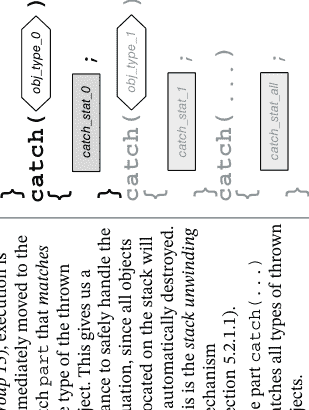 roup 15), execution is
mediately moved to the
tch part that matches
e type of the thrown
ject. This gives us a
ance to safely handle the
uation, since all objects
ocated on the stack will
automatically destroyed.
is is the stack unwinding
echanism
ection 5.2.1.1).
e part catch(...)
atches all types of thrown
jects.
}
catch( obj_type_0 )
{
catch_stat_0 ;
}
catch( obj_type_1 )
{
catch_stat_1 ;
}
catch(...)
{
catch_stat_all ;
}